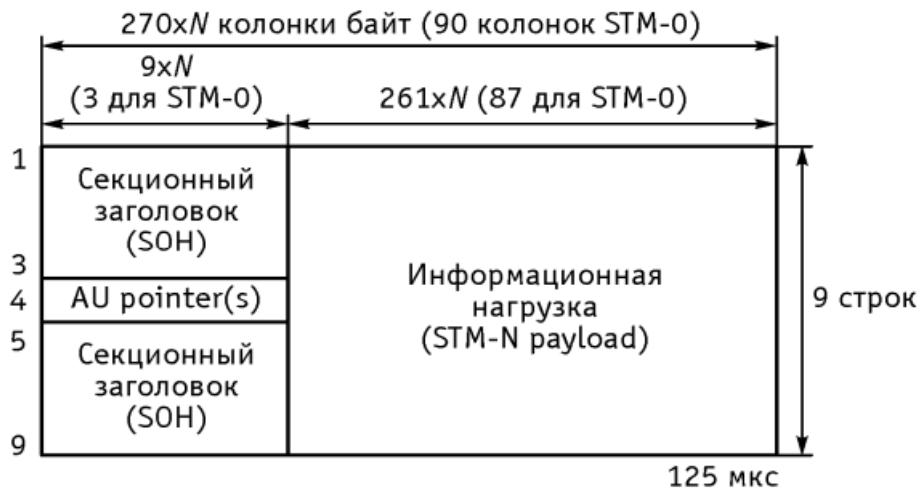 270xN колонки байт (90 колонок STM-0)
9xN
(3 для STM-0)
261xN (87 для STM-0)
1
Секционный
заголовок
(SOH)
3
4
AU pointer(s)
5
Секционный
заголовок
(SOH)
9
Информационная
нагрузка
(STM-N payload)
9 строк
125 мкс